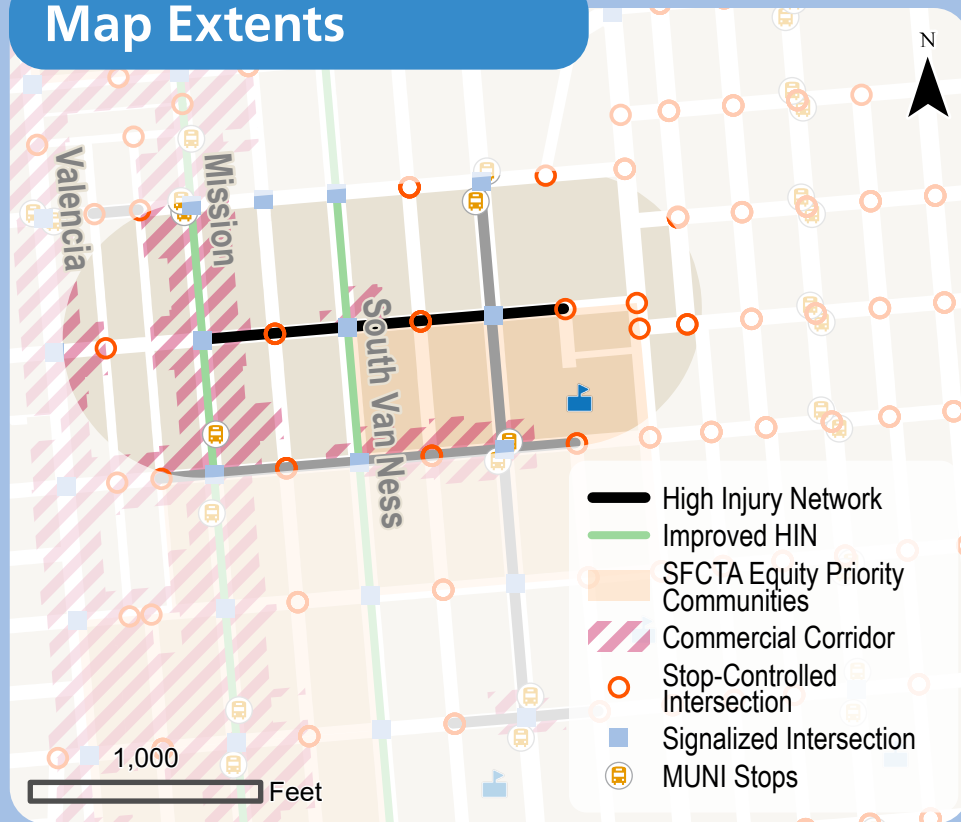 Map Extents
N
Valencia
Mission
South Van Ness
High Injury Network
Improved HIN
SFCTA Equity Priority
Communities
Commercial Corridor
Stop-Controlled
Intersection
Signalized Intersection
MUNI Stops
1,000
Feet